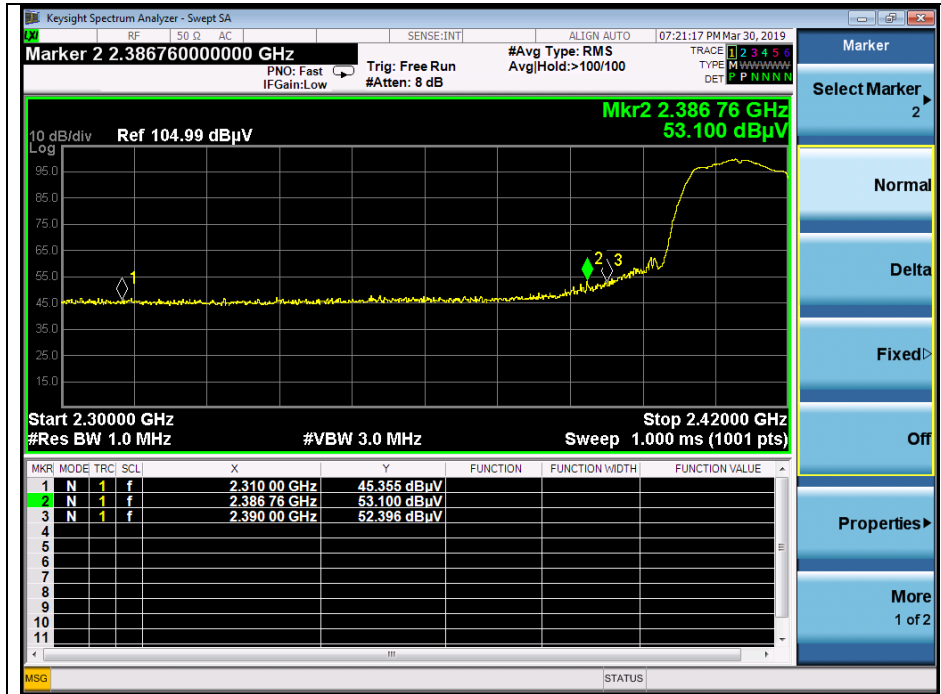 Keysight Spectrum Analyzer - Swept SA
LXI RF 50 Ω AC SENSE:INT ALIGN AUTO 07:21:17 PM Mar 30, 2019
Marker 2 2.386760000000 GHz
PNO: Fast
IFGain:Low
Trig: Free Run
#Atten: 8 dB
#Avg Type: RMS
Avg|Hold:>100/100
TRACE 1 2 3 4 5 6
TYPE M WWWWW
DET P P N N N N
Mkr2 2.386 76 GHz
53.100 dBµV
10 dB/div Ref 104.99 dBµV
Log
95.0
85.0
75.0
65.0
55.0
45.0
35.0
25.0
15.0
1
2
3
Start 2.30000 GHz Stop 2.42000 GHz
#Res BW 1.0 MHz #VBW 3.0 MHz Sweep 1.000 ms (1001 pts)
MKR MODE TRC SCL X Y FUNCTION FUNCTION WIDTH FUNCTION VALUE
1 N 1 f 2.310 00 GHz 45.355 dBµV
2 N 1 f 2.386 76 GHz 53.100 dBµV
3 N 1 f 2.390 00 GHz 52.396 dBµV
4
5
6
7
8
9
10
11
MSG STATUS
Marker
Select Marker
2
Normal
Delta
Fixed
Off
Properties
More
1 of 2